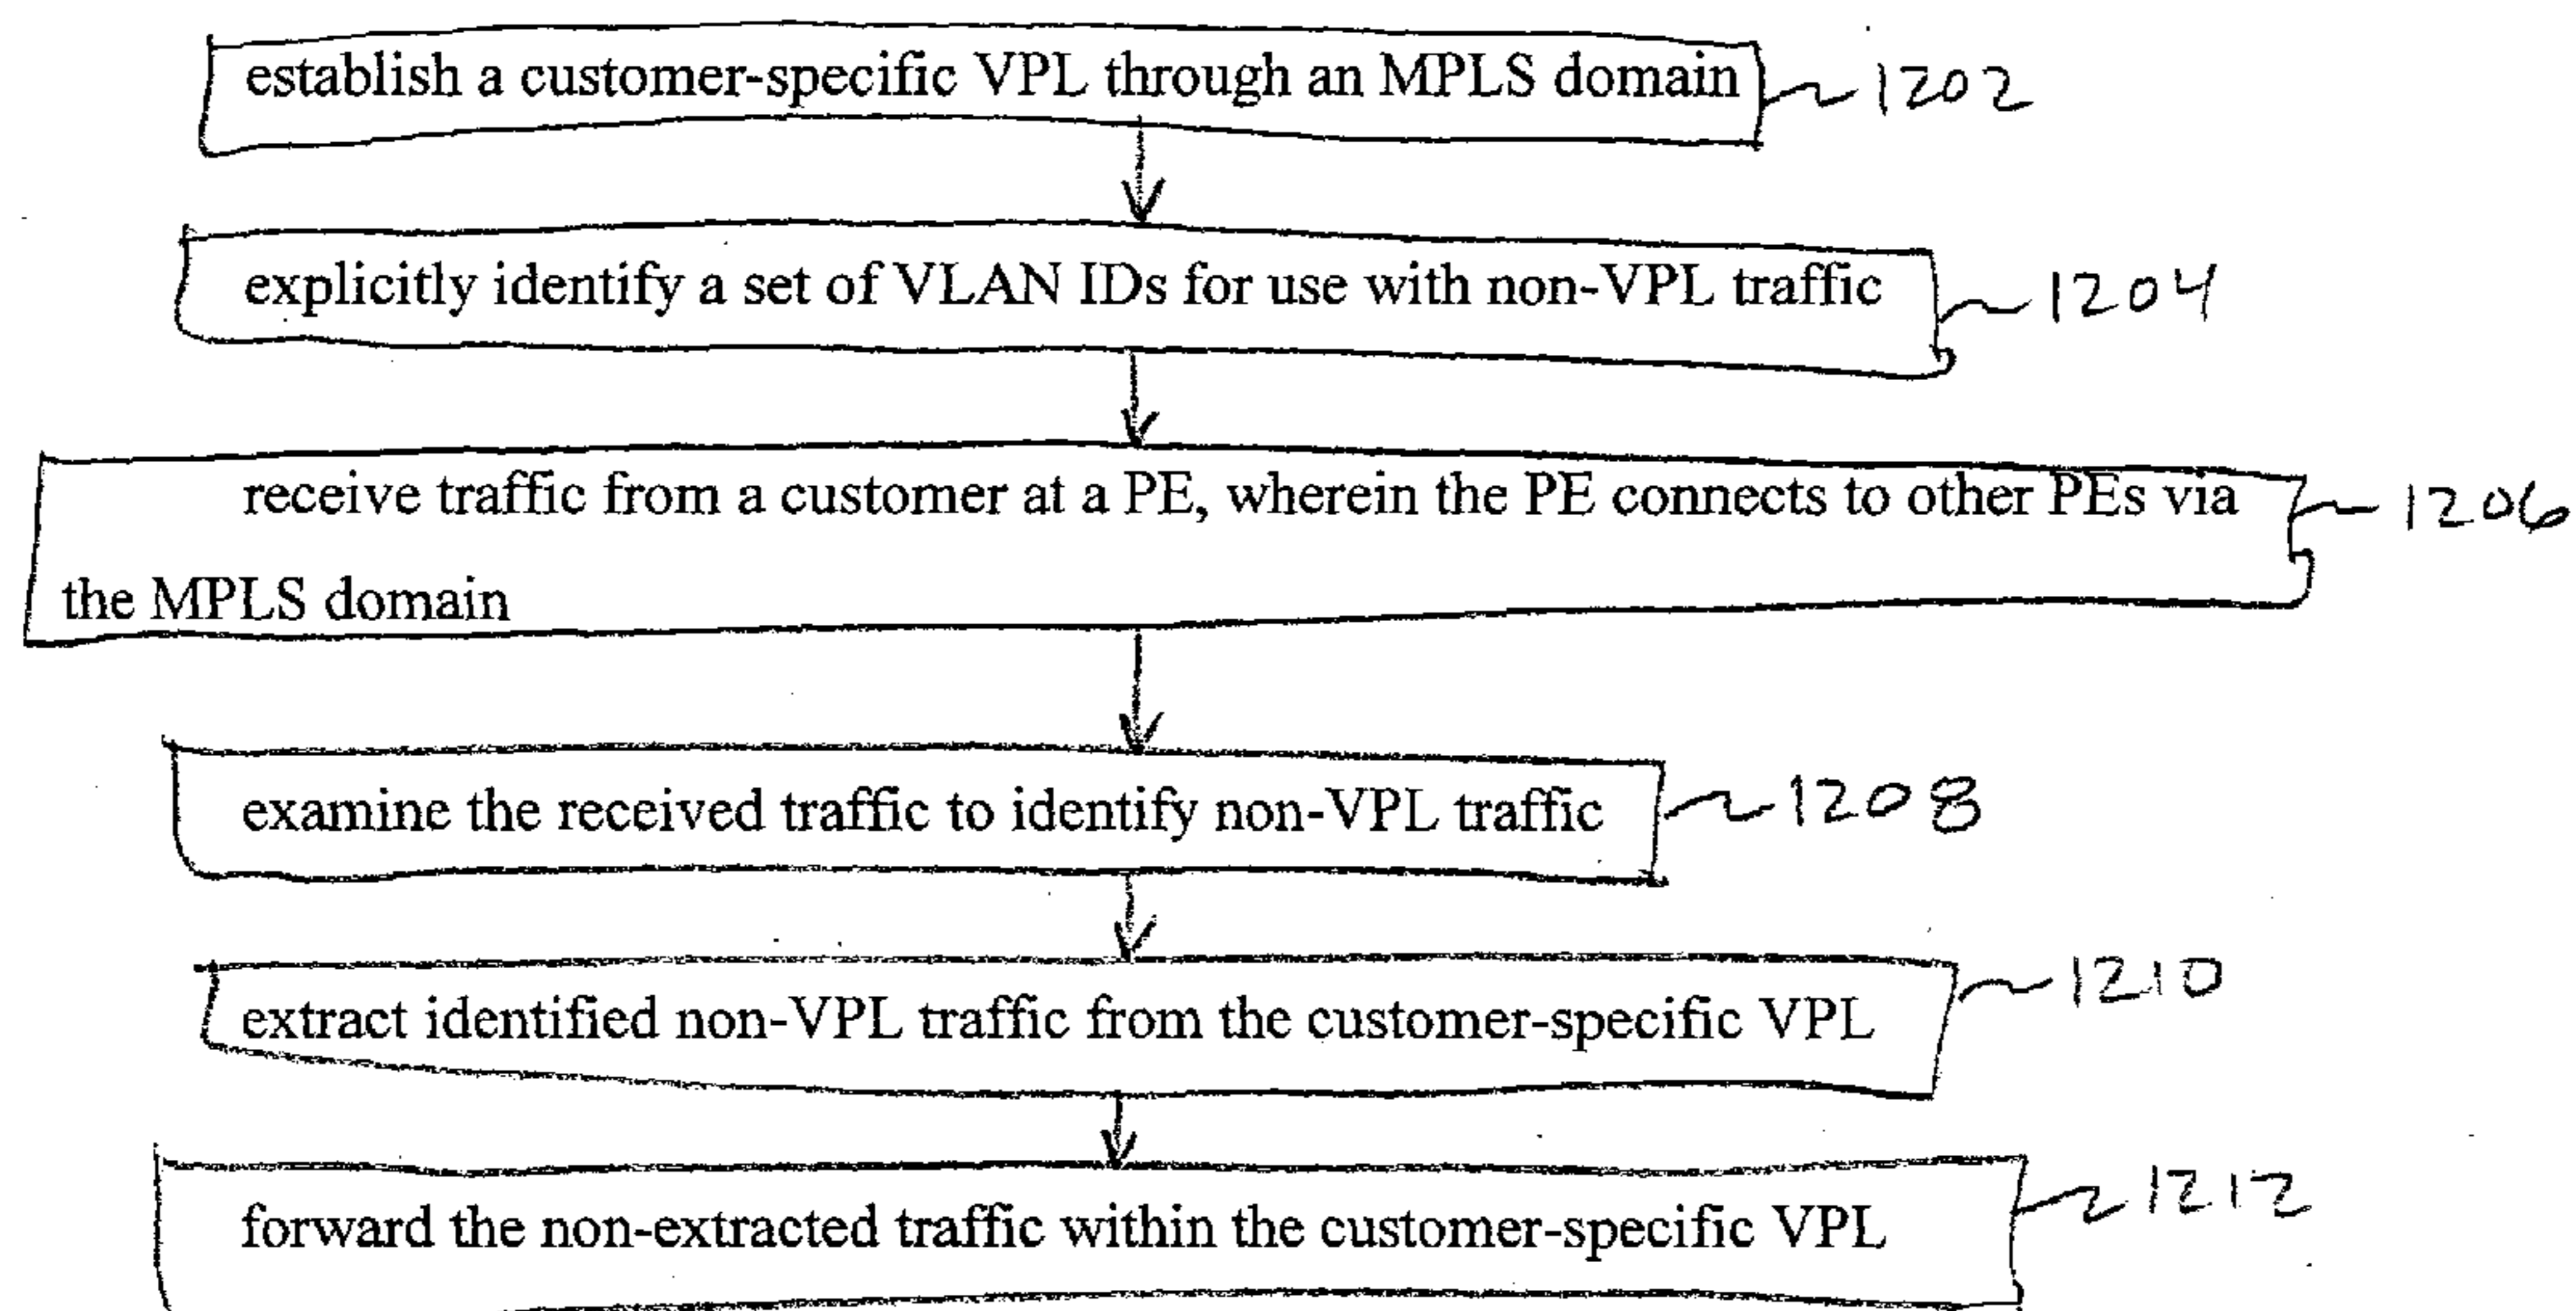 establish a customer-specific VPL through an MPLS domain 1202
explicitly identify a set of VLAN IDs for use with non-VPL traffic 1204
receive traffic from a customer at a PE, wherein the PE connects to other PEs via 1206
the MPLS domain
examine the received traffic to identify non-VPL traffic 1208
extract identified non-VPL traffic from the customer-specific VPL 1210
forward the non-extracted traffic within the customer-specific VPL 1212